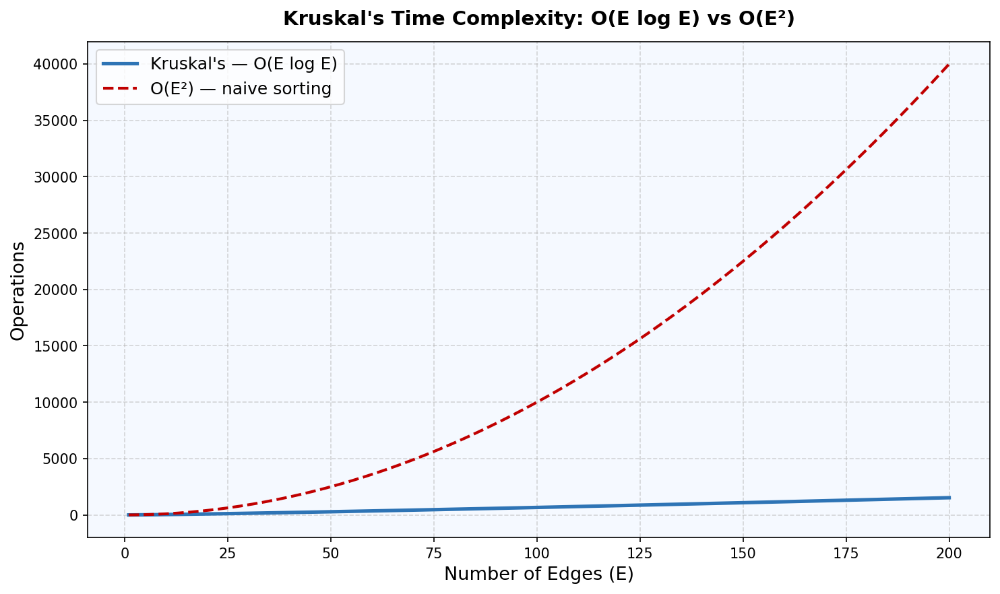 Kruskal's Time Complexity: O(E log E) vs O(E²)
Kruskal's — O(E log E)
O(E²) — naive sorting
Operations
40000
35000
30000
25000
20000
15000
10000
5000
0
0 25 50 75 100 125 150 175 200
Number of Edges (E)